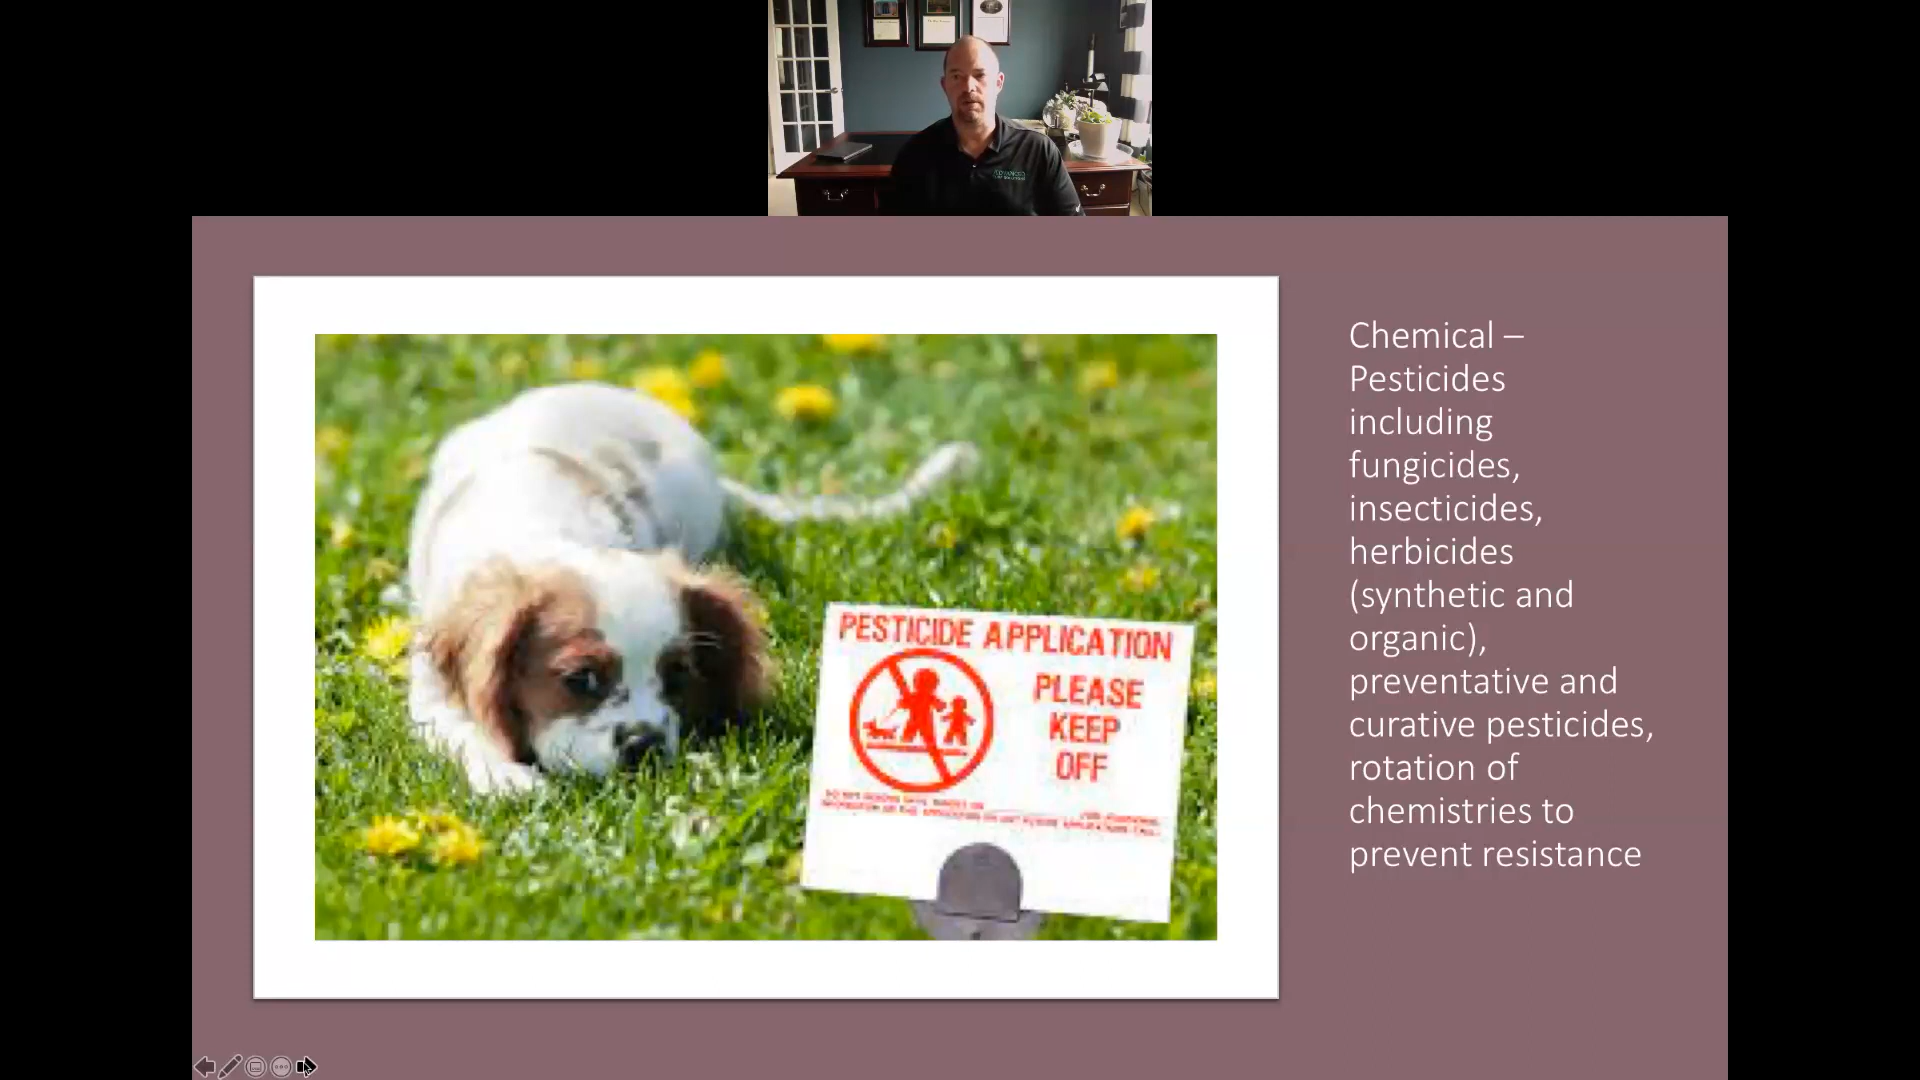 Chemical –
Pesticides
including
fungicides,
insecticides,
herbicides
(synthetic and
organic),
preventative and
curative pesticides,
rotation of
chemistries to
prevent resistance
PESTICIDE APPLICATION
PLEASE
KEEP
OFF